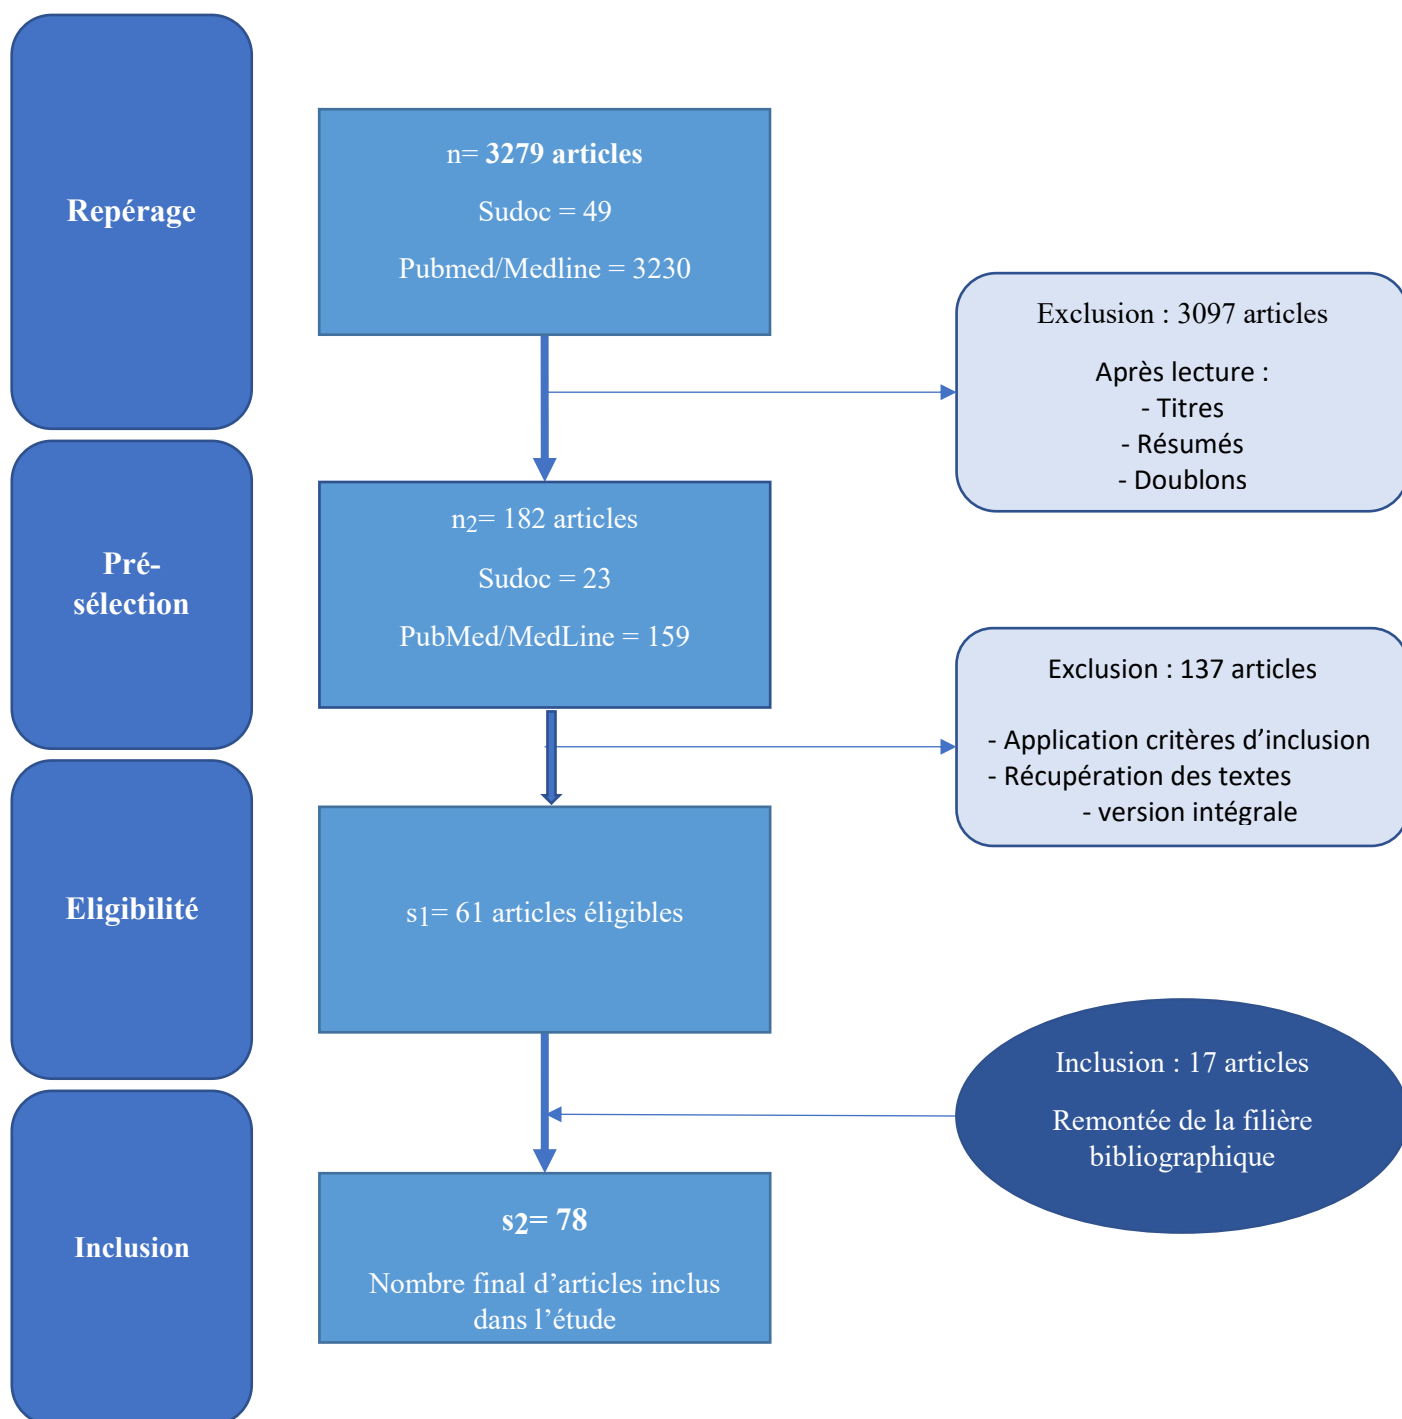 Repérage
n= 3279 articles
Sudoc = 49
Pubmed/Medline = 3230
Exclusion : 3097 articles
Après lecture :
- Titres
- Résumés
- Doublons
Pré-
sélection
n2= 182 articles
Sudoc = 23
PubMed/MedLine = 159
Exclusion : 137 articles
- Application critères d’inclusion
- Récupération des textes
- version intégrale
Eligibilité
s1= 61 articles éligibles
Inclusion : 17 articles
Remontée de la filière
bibliographique
Inclusion
s2= 78
Nombre final d’articles inclus
dans l’étude